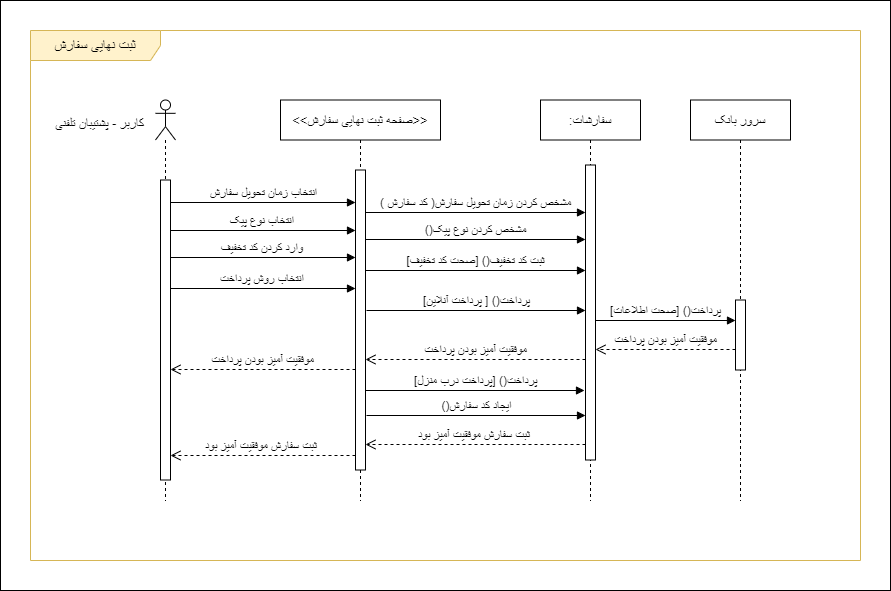 ثبت نهایی سفارش
کاربر - پشتیبان تلفنی
<<صفحه ثبت نهایی سفارش>>
سفارشات:
سرور بانک
انتخاب زمان تحویل سفارش
مشخص کردن زمان تحویل سفارش( کد سفارش )
انتخاب نوع پیک
مشخص کردن نوع پیک()
وارد کردن کد تخفیف
ثبت کد تخفیف() [صحت کد تخفیف]
انتخاب روش پرداخت
پرداخت() [ پرداخت آنلاین]
پرداخت() [صحت اطلاعات]
موفقیت آمیز بودن پرداخت
موفقیت آمیز بودن پرداخت
موفقیت آمیز بودن پرداخت
پرداخت() [پرداخت درب منزل]
ایجاد کد سفارش()
ثبت سفارش موفقیت آمیز بود
ثبت سفارش موفقیت آمیز بود